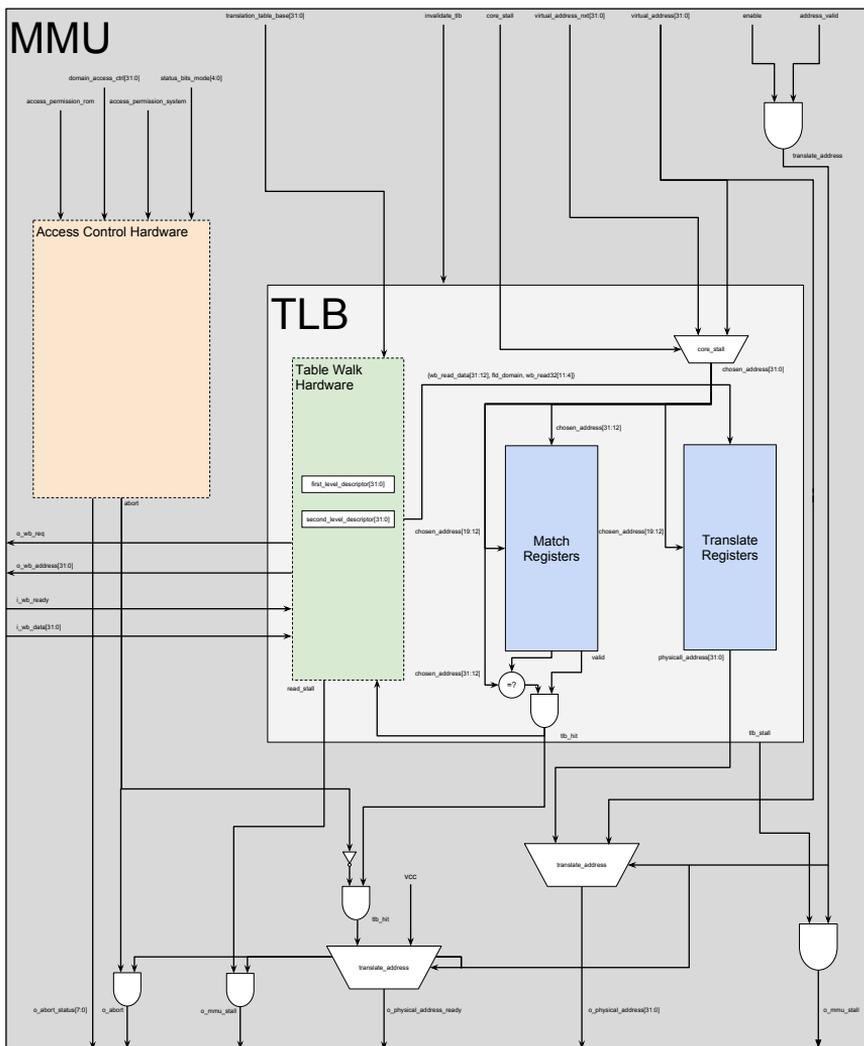 translation_table_base[31:0]
invalidate_tlb
core_stall
virtual_address_nxt[31:0]
virtual_address[31:0]
enable
address_valid
MMU
domain_access_ctrl[31:0]
status_bits_mode[4:0]
access_permission_rom
access_permission_system
translate_address
Access Control Hardware
TLB
core_stall
chosen_address[31:0]
Table Walk
Hardware
{wb_read_data[31:12], fld_domain, wb_read32[11:4]}
chosen_address[31:12]
first_level_descriptor[31:0]
second_level_descriptor[31:0]
abort
chosen_address[19:12]
Match
Registers
chosen_address[19:12]
Translate
Registers
o_wb_req
o_wb_address[31:0]
i_wb_ready
i_wb_data[31:0]
valid
physicall_address[31:0]
chosen_address[31:12]
=?
read_stall
tlb_hit
tlb_stall
translate_address
vcc
tlb_hit
translate_address
o_abort_status[7:0]
o_abort
o_mmu_stall
o_physical_address_ready
o_physical_address[31:0]
o_mmu_stall